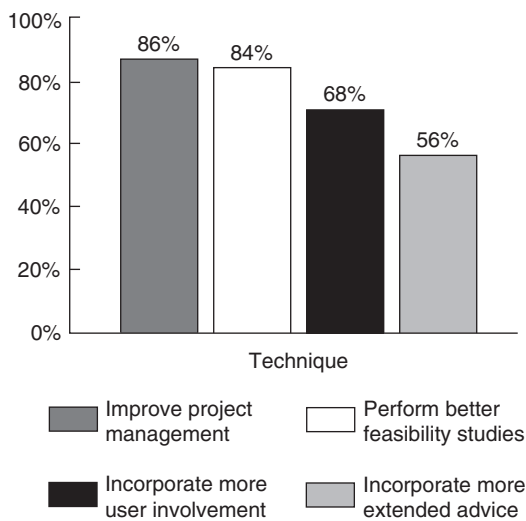 100%
80%
60%
40%
20%
0%
86%
84%
68%
56%
Technique
Improve project
management
Perform better
feasibility studies
Incorporate more
user involvement
Incorporate more
extended advice